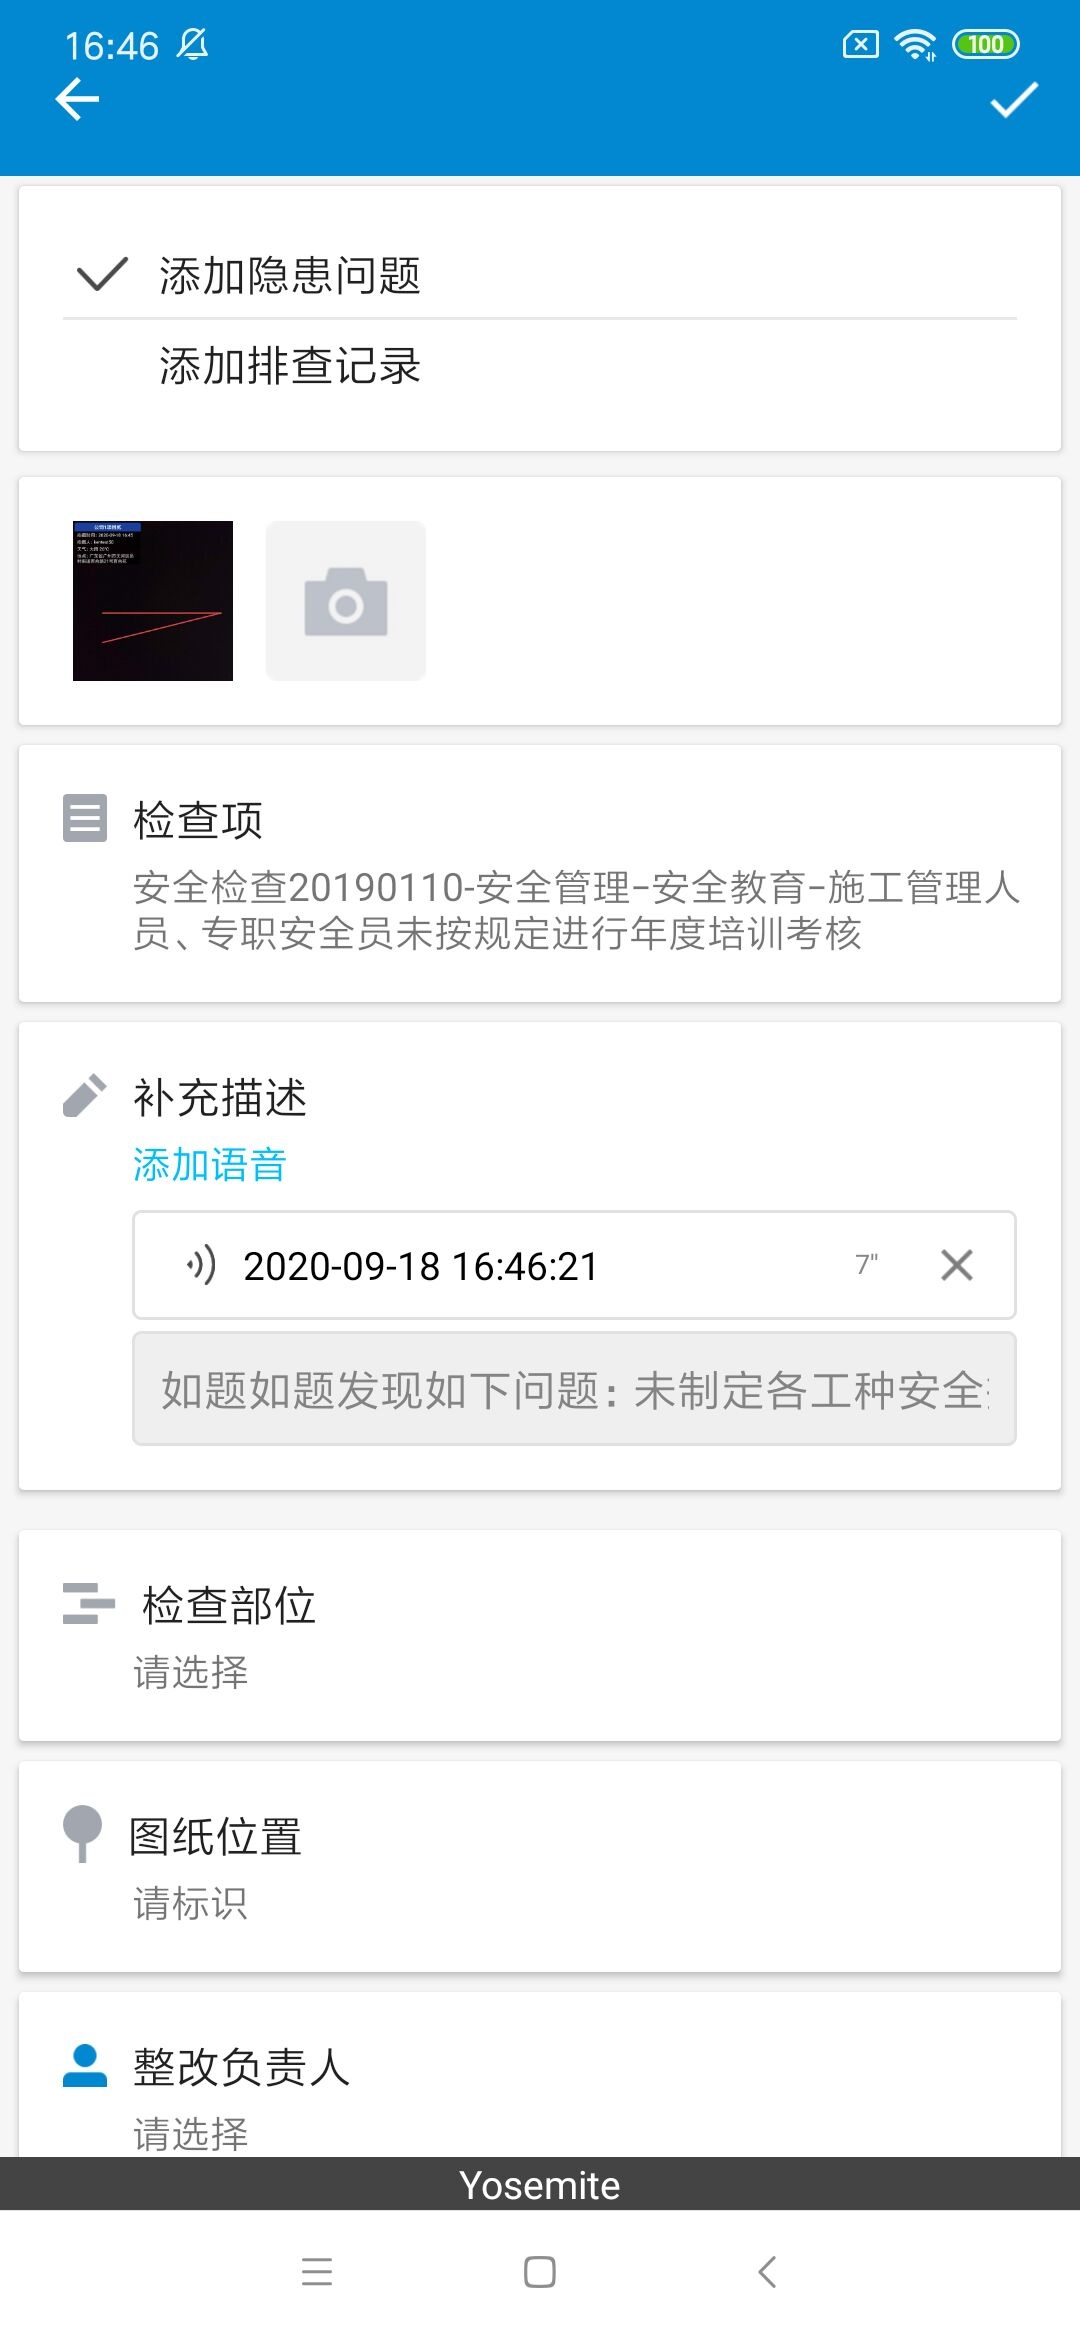 16:46
100
添加隐患问题
添加排查记录
检查项
安全检查20190110-安全管理-安全教育-施工管理人
员、专职安全员未按规定进行年度培训考核
补充描述
添加语音
2020-09-18 16:46:21
7"
如题如题发现如下问题：未制定各工种安全
检查部位
请选择
图纸位置
请标识
整改负责人
请选择
Yosemite